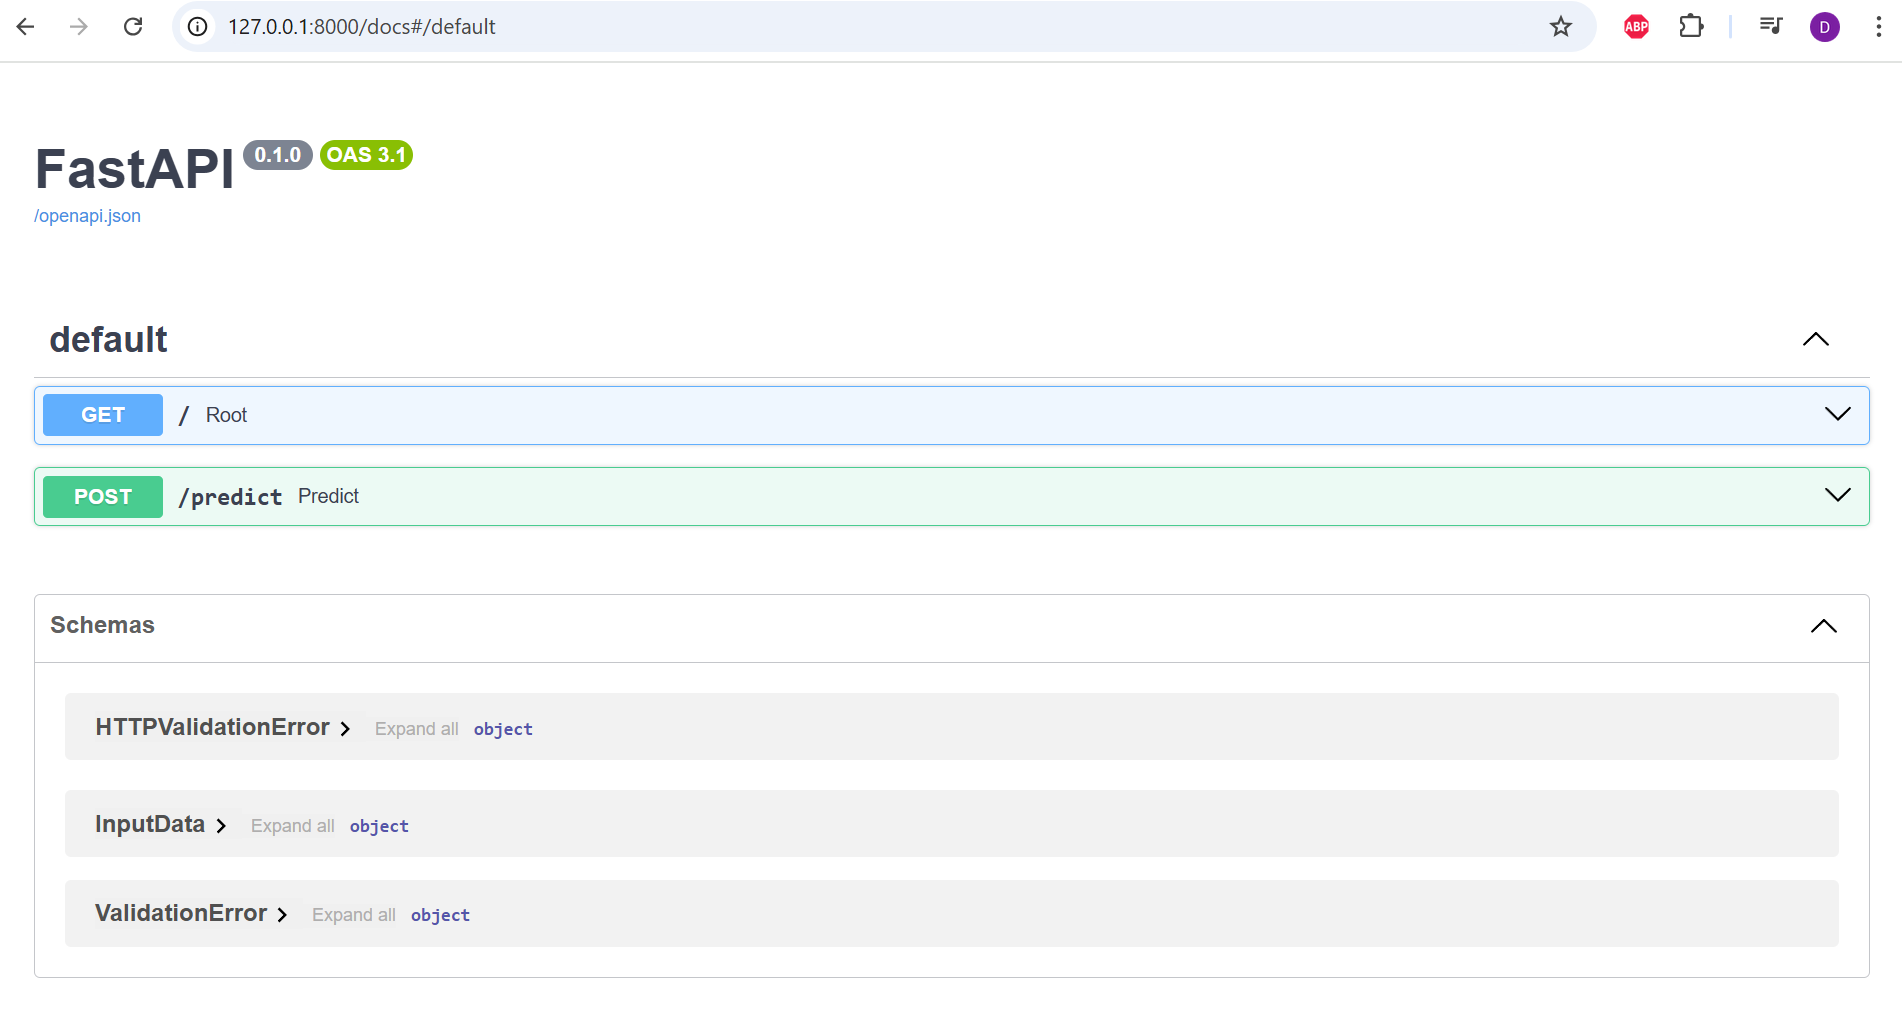 127.0.0.1:8000/docs#/default
ABP
D
FastAPI 0.1.0 OAS 3.1
/openapi.json
default
GET / Root
POST /predict Predict
Schemas
HTTPValidationError Expand all object
InputData Expand all object
ValidationError Expand all object